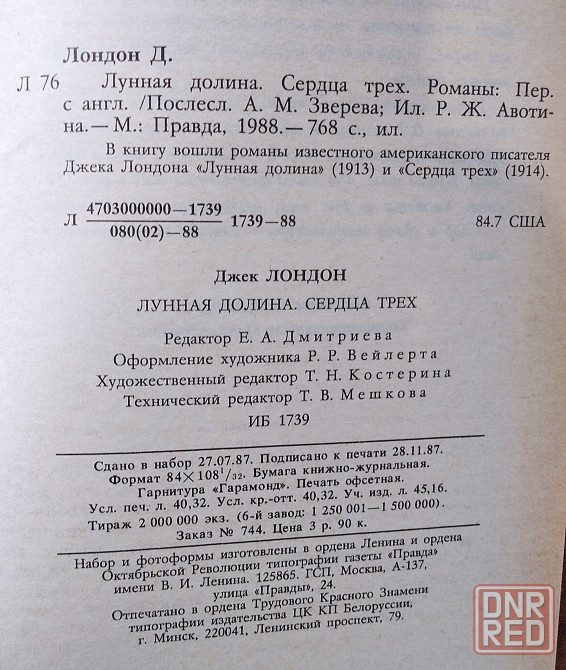 Лондон Д.
Л 76 Лунная долина. Сердца трех. Романы: Пер.
с англ. /Послесл. А. М. Зверева; Ил. Р. Ж. Авоти-
на.— М.: Правда, 1988.— 768 с., ил.
В книгу вошли романы известного американского писателя
Джека Лондона «Лунная долина» (1913) и «Сердца трех» (1914).
Л 4703000000—1739 / 080(02)—88 1739—88 84.7 США
Джек ЛОНДОН
ЛУННАЯ ДОЛИНА. СЕРДЦА ТРЕХ
Редактор Е. А. Дмитриева
Оформление художника Р. Р. Вейлерта
Художественный редактор Т. Н. Костерина
Технический редактор Т. В. Мешкова
ИБ 1739
Сдано в набор 27.07.87. Подписано к печати 28.11.87.
Формат 84×108¹/₃₂. Бумага книжно-журнальная.
Гарнитура «Гарамонд». Печать офсетная.
Усл. печ. л. 40,32. Усл. кр.-отт. 40,32. Уч. изд. л. 45,16.
Тираж 2 000 000 экз. (6-й завод: 1 250 001—1 500 000).
Заказ № 744. Цена 3 р. 90 к.
Набор и фотоформы изготовлены в ордена Ленина и ордена
Октябрьской Революции типографии газеты «Правда»
имени В. И. Ленина. 125865. ГСП, Москва, А-137,
улица «Правды», 24.
Отпечатано в ордена Трудового Красного Знамени
типографии издательства ЦК КП Белоруссии,
г. Минск, 220041, Ленинский проспект, 79.
DNR
RED